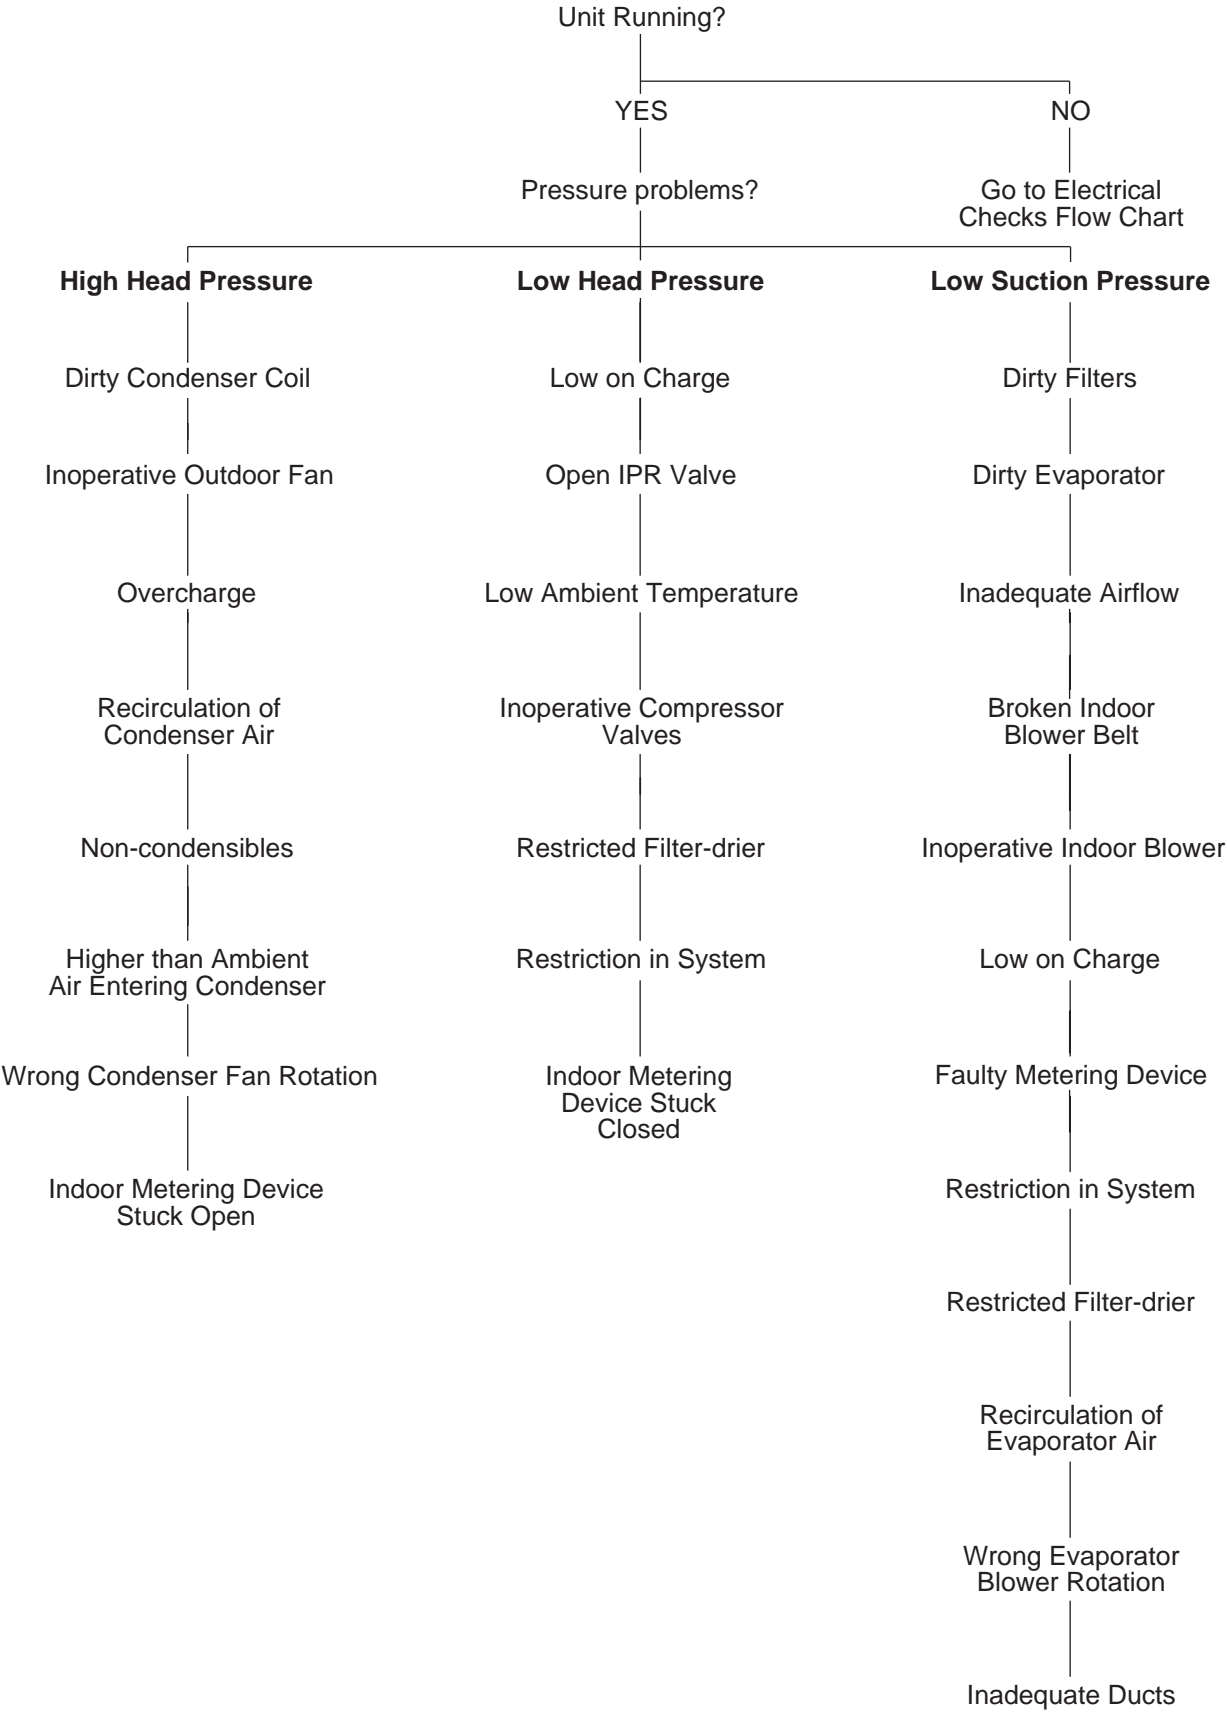 Unit Running?
YES
NO
Pressure problems?
Go to Electrical
Checks Flow Chart
High Head Pressure
Low Head Pressure
Low Suction Pressure
Dirty Condenser Coil
Low on Charge
Dirty Filters
Inoperative Outdoor Fan
Open IPR Valve
Dirty Evaporator
Overcharge
Low Ambient Temperature
Inadequate Airflow
Recirculation of
Condenser Air
Inoperative Compressor
Valves
Broken Indoor
Blower Belt
Non-condensibles
Restricted Filter-drier
Inoperative Indoor Blower
Higher than Ambient
Air Entering Condenser
Restriction in System
Low on Charge
Wrong Condenser Fan Rotation
Indoor Metering
Device Stuck
Closed
Faulty Metering Device
Indoor Metering Device
Stuck Open
Restriction in System
Restricted Filter-drier
Recirculation of
Evaporator Air
Wrong Evaporator
Blower Rotation
Inadequate Ducts